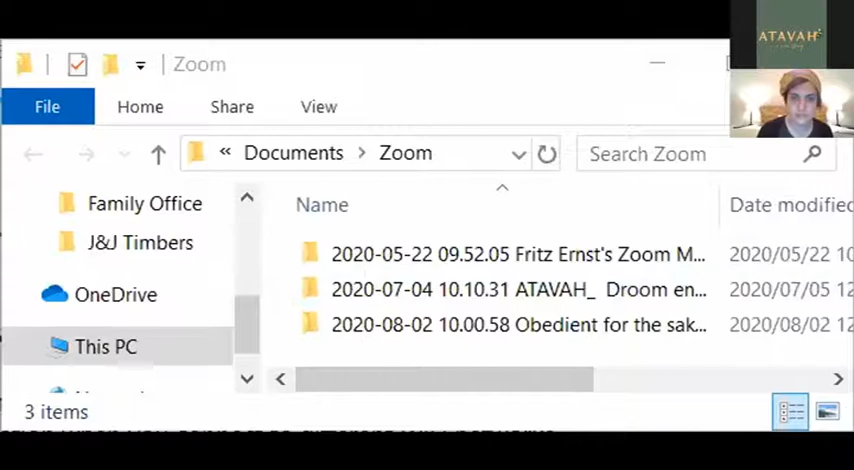 ATAVAH
Zoom
File Home Share View
« Documents > Zoom
Search Zoom
Family Office
J&J Timbers
OneDrive
This PC
Name Date modified
2020-05-22 09.52.05 Fritz Ernst's Zoom M... 2020/05/22 10
2020-07-04 10.10.31 ATAVAH_ Droom en... 2020/07/05 12
2020-08-02 10.00.58 Obedient for the sak... 2020/08/02 12
3 items